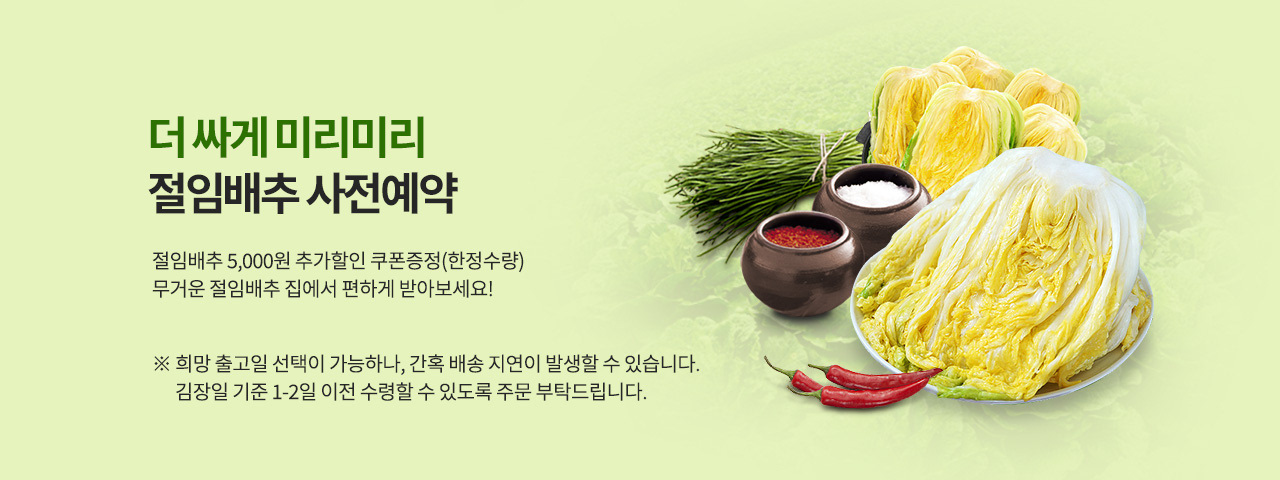 더 싸게 미리미리
절임배추 사전예약
절임배추 5,000원 추가할인 쿠폰증정(한정수량)
무거운 절임배추 집에서 편하게 받아보세요!
※ 희망 출고일 선택이 가능하나, 간혹 배송 지연이 발생할 수 있습니다.
김장일 기준 1-2일 이전 수령할 수 있도록 주문 부탁드립니다.